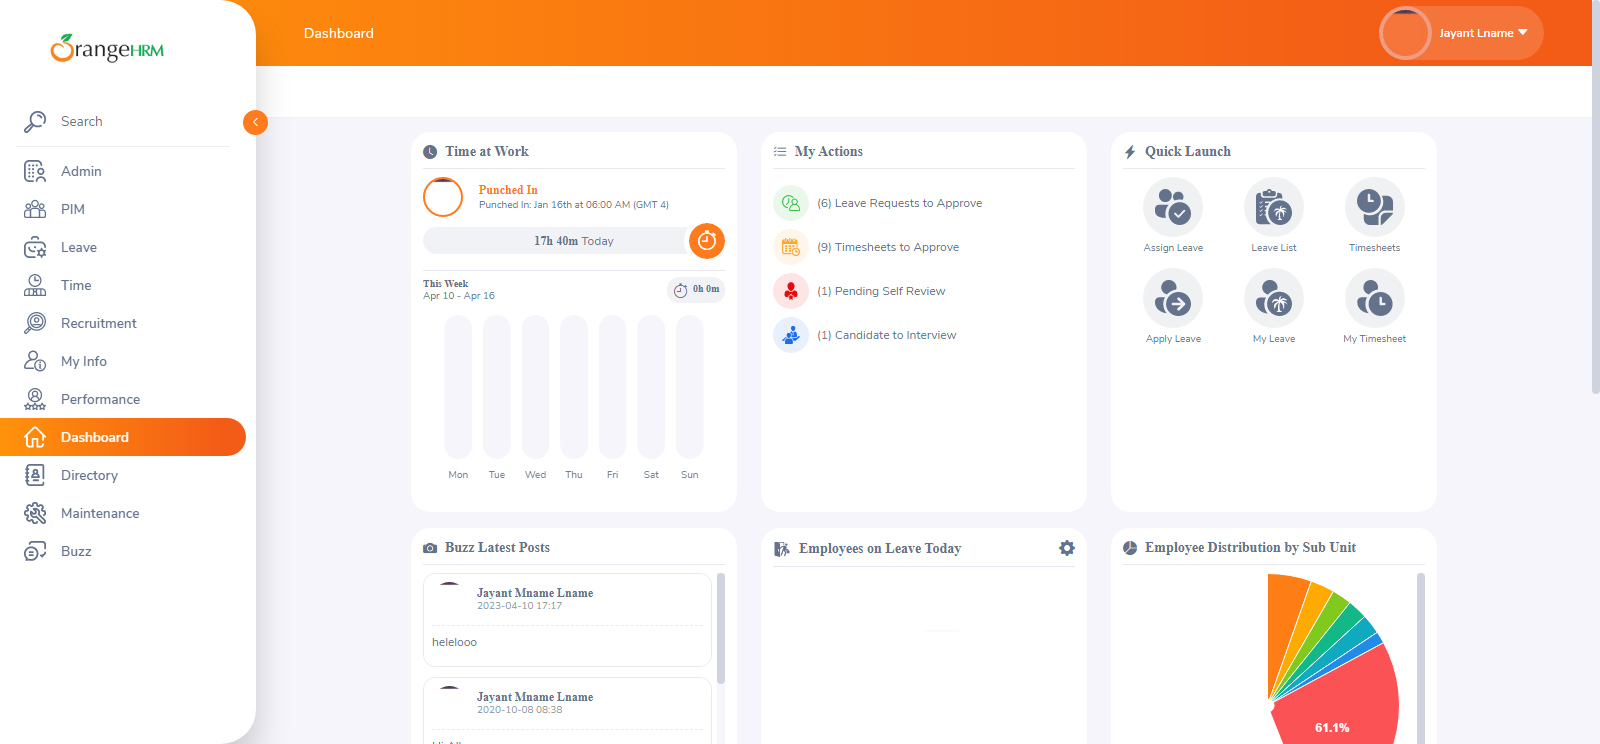 OrangeHRM
Dashboard
Jayant Lname
Search
Admin
PIM
Leave
Time
Recruitment
My Info
Performance
Dashboard
Directory
Maintenance
Buzz
Time at Work
Punched In
Punched In: Jan 16th at 06:00 AM (GMT 4)
17h 40m Today
This Week
Apr 10 - Apr 16
0h 0m
Mon Tue Wed Thu Fri Sat Sun
My Actions
(6) Leave Requests to Approve
(9) Timesheets to Approve
(1) Pending Self Review
(1) Candidate to Interview
Quick Launch
Assign Leave Leave List Timesheets
Apply Leave My Leave My Timesheet
Buzz Latest Posts
Jayant Mname Lname
2023-04-10 17:17
helelooo
Jayant Mname Lname
2020-10-08 08:38
Employees on Leave Today
Employee Distribution by Sub Unit
61.1%